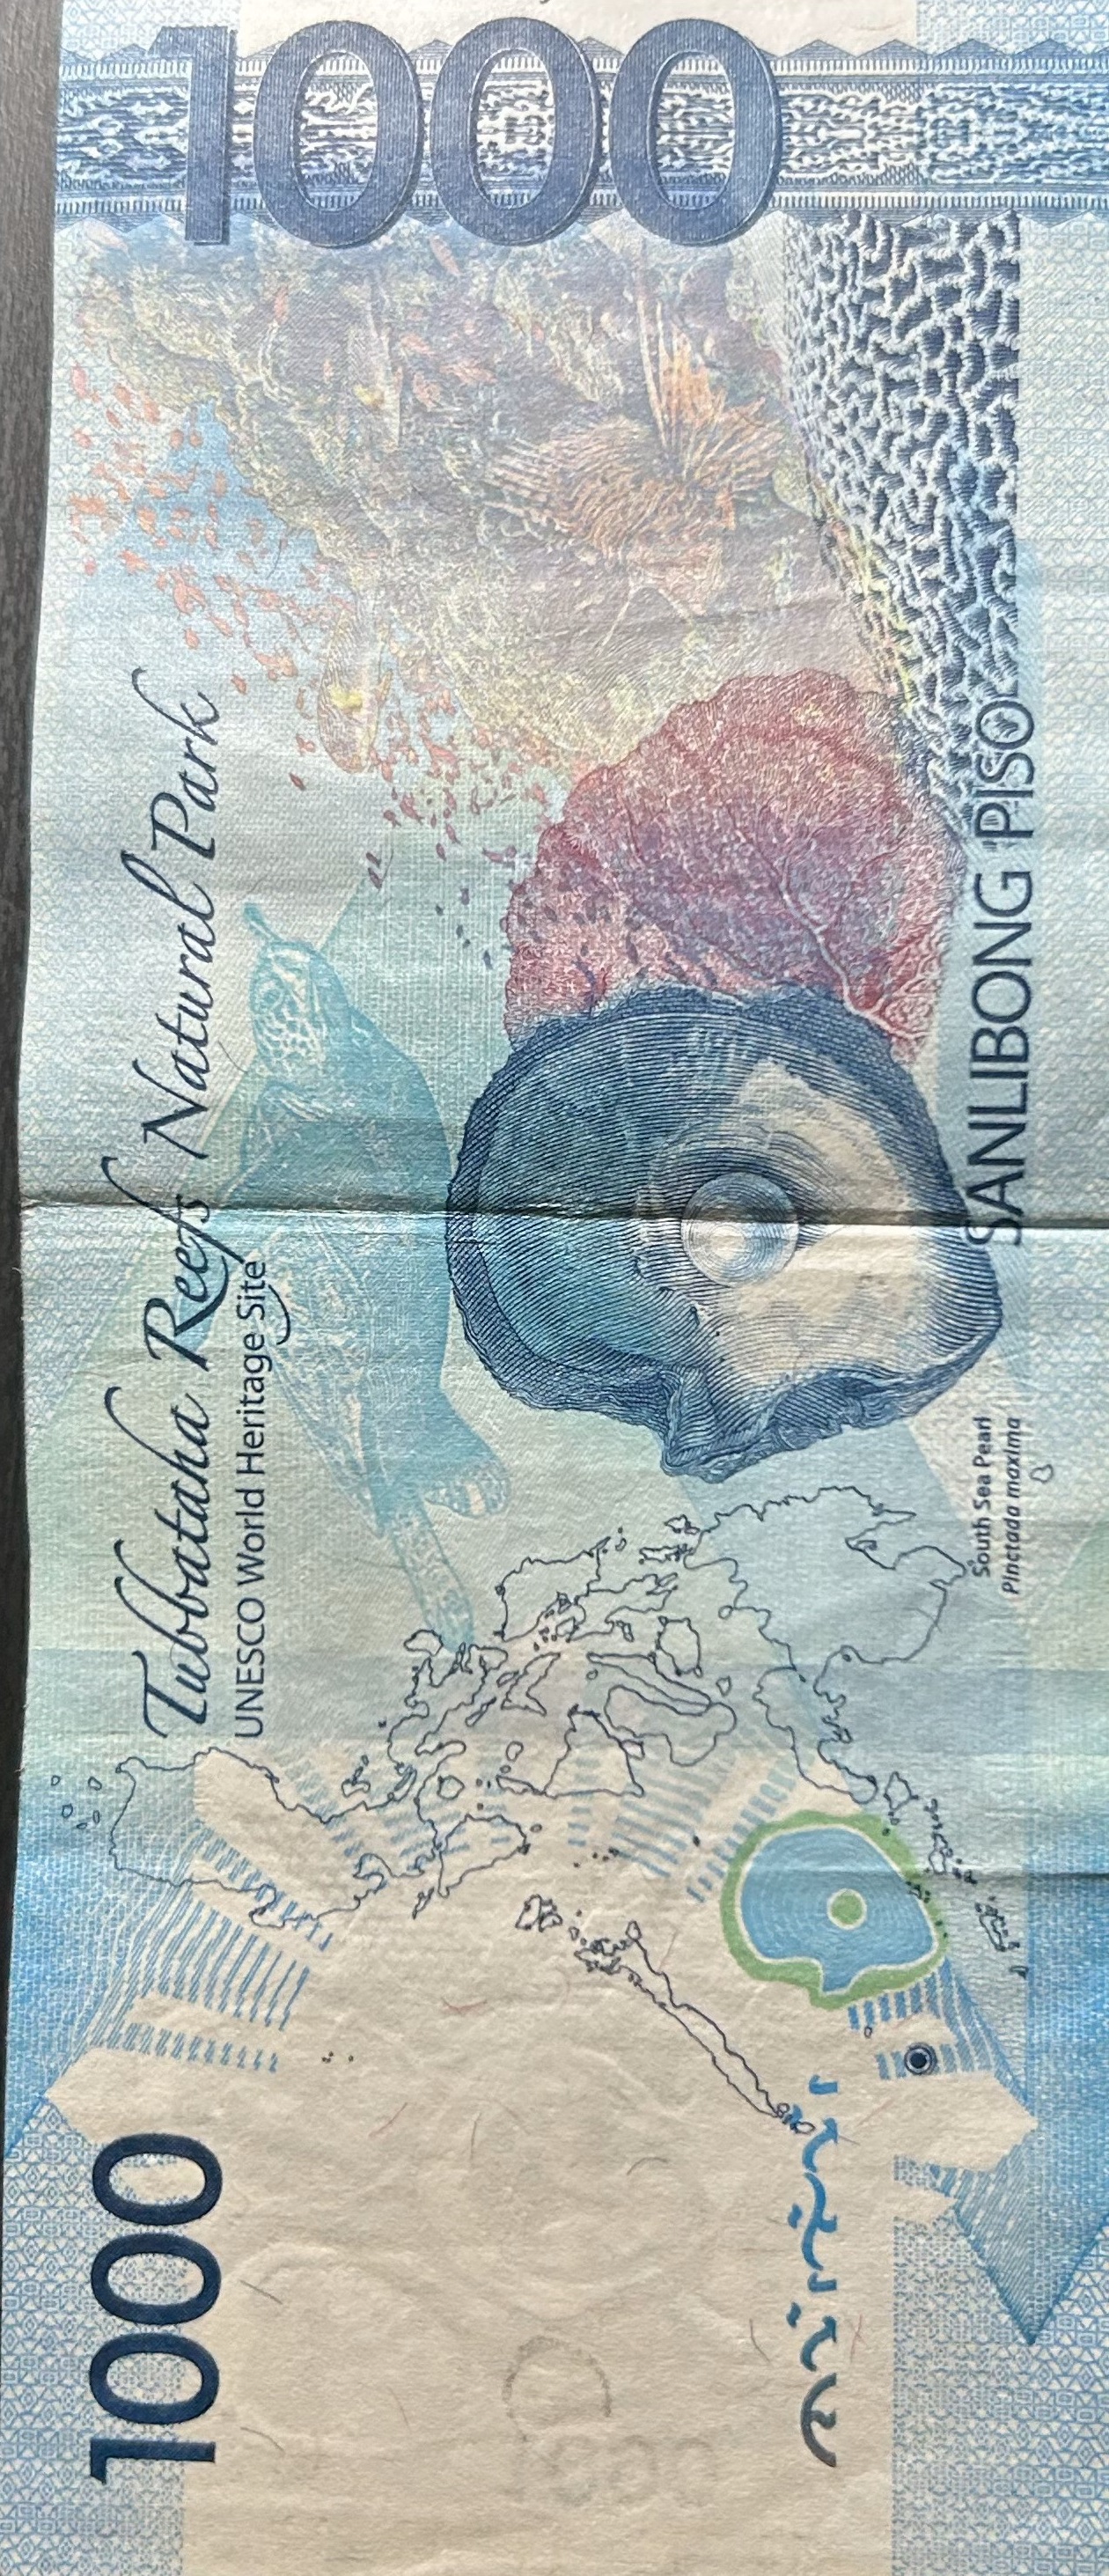 1000
Tubbataha Reefs Natural Park
UNESCO World Heritage Site
1000
South Sea Pearl
Pinctada maxima
SANLIBONG PISO